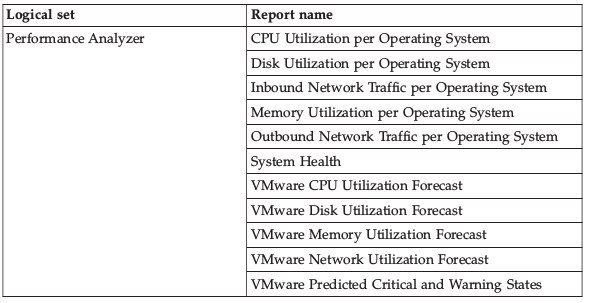 Logical set Report name
Performance Analyzer CPU Utilization per Operating System
Disk Utilization per Operating System
Inbound Network Traffic per Operating System
Memory Utilization per Operating System
Outbound Network Traffic per Operating System
System Health
VMware CPU Utilization Forecast
VMware Disk Utilization Forecast
VMware Memory Utilization Forecast
VMware Network Utilization Forecast
VMware Predicted Critical and Warning States